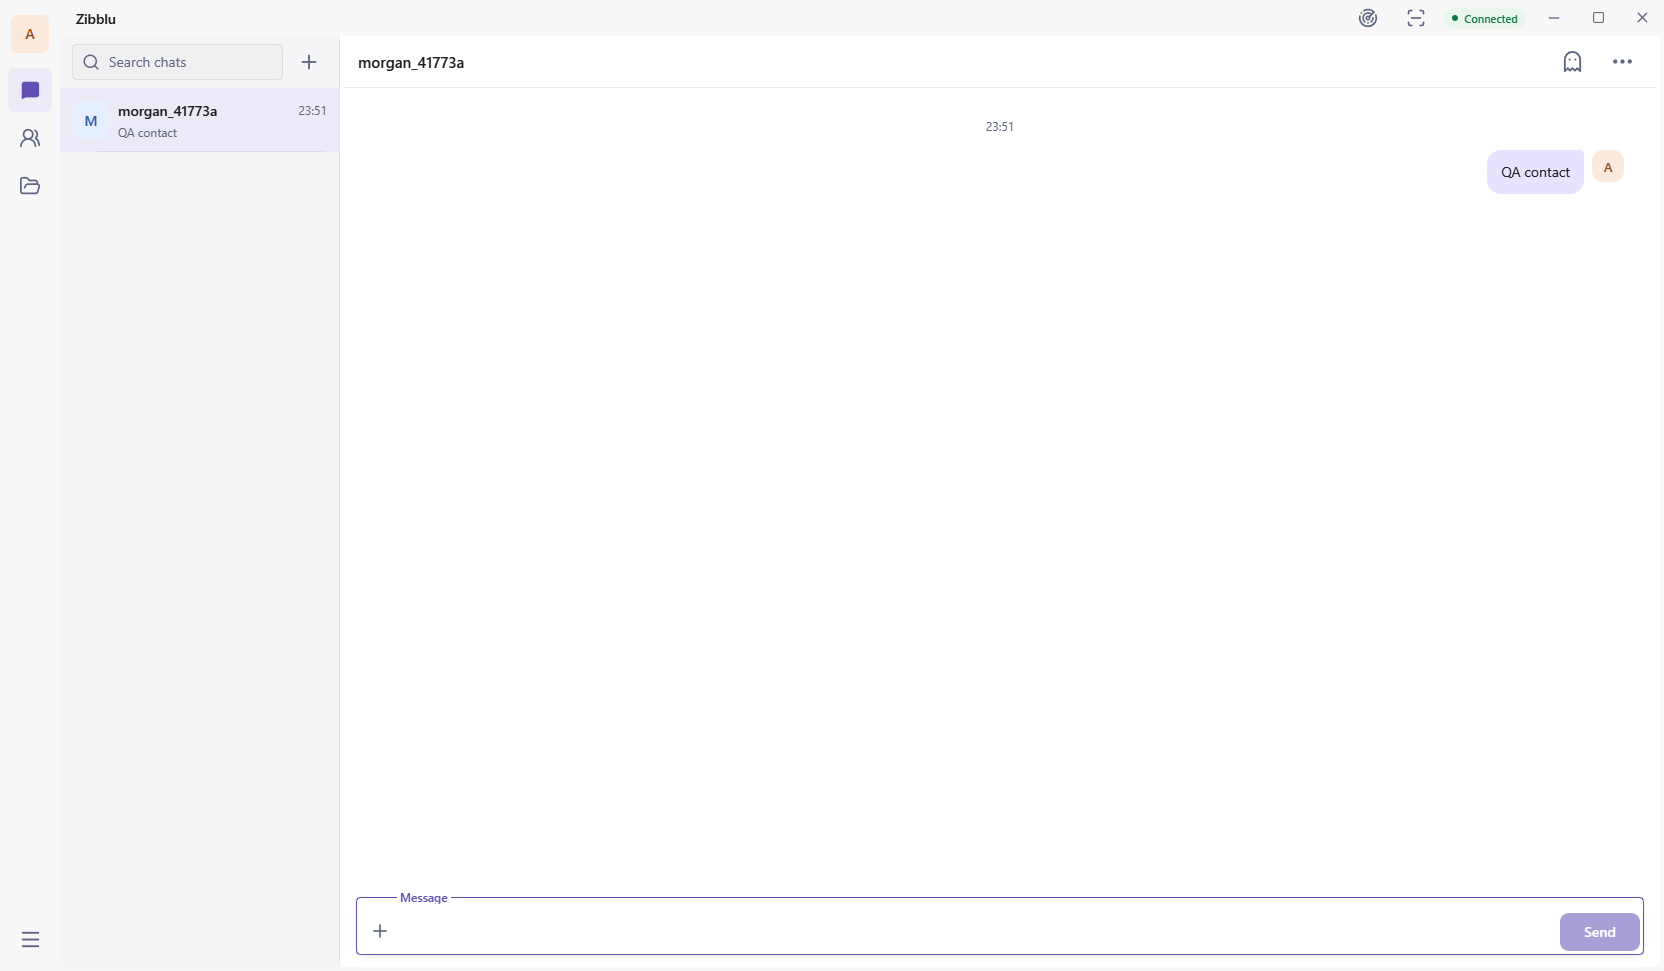 A
Zibblu
Connected
Search chats
M
morgan_41773a
23:51
QA contact
morgan_41773a
23:51
QA contact
A
Message
Send